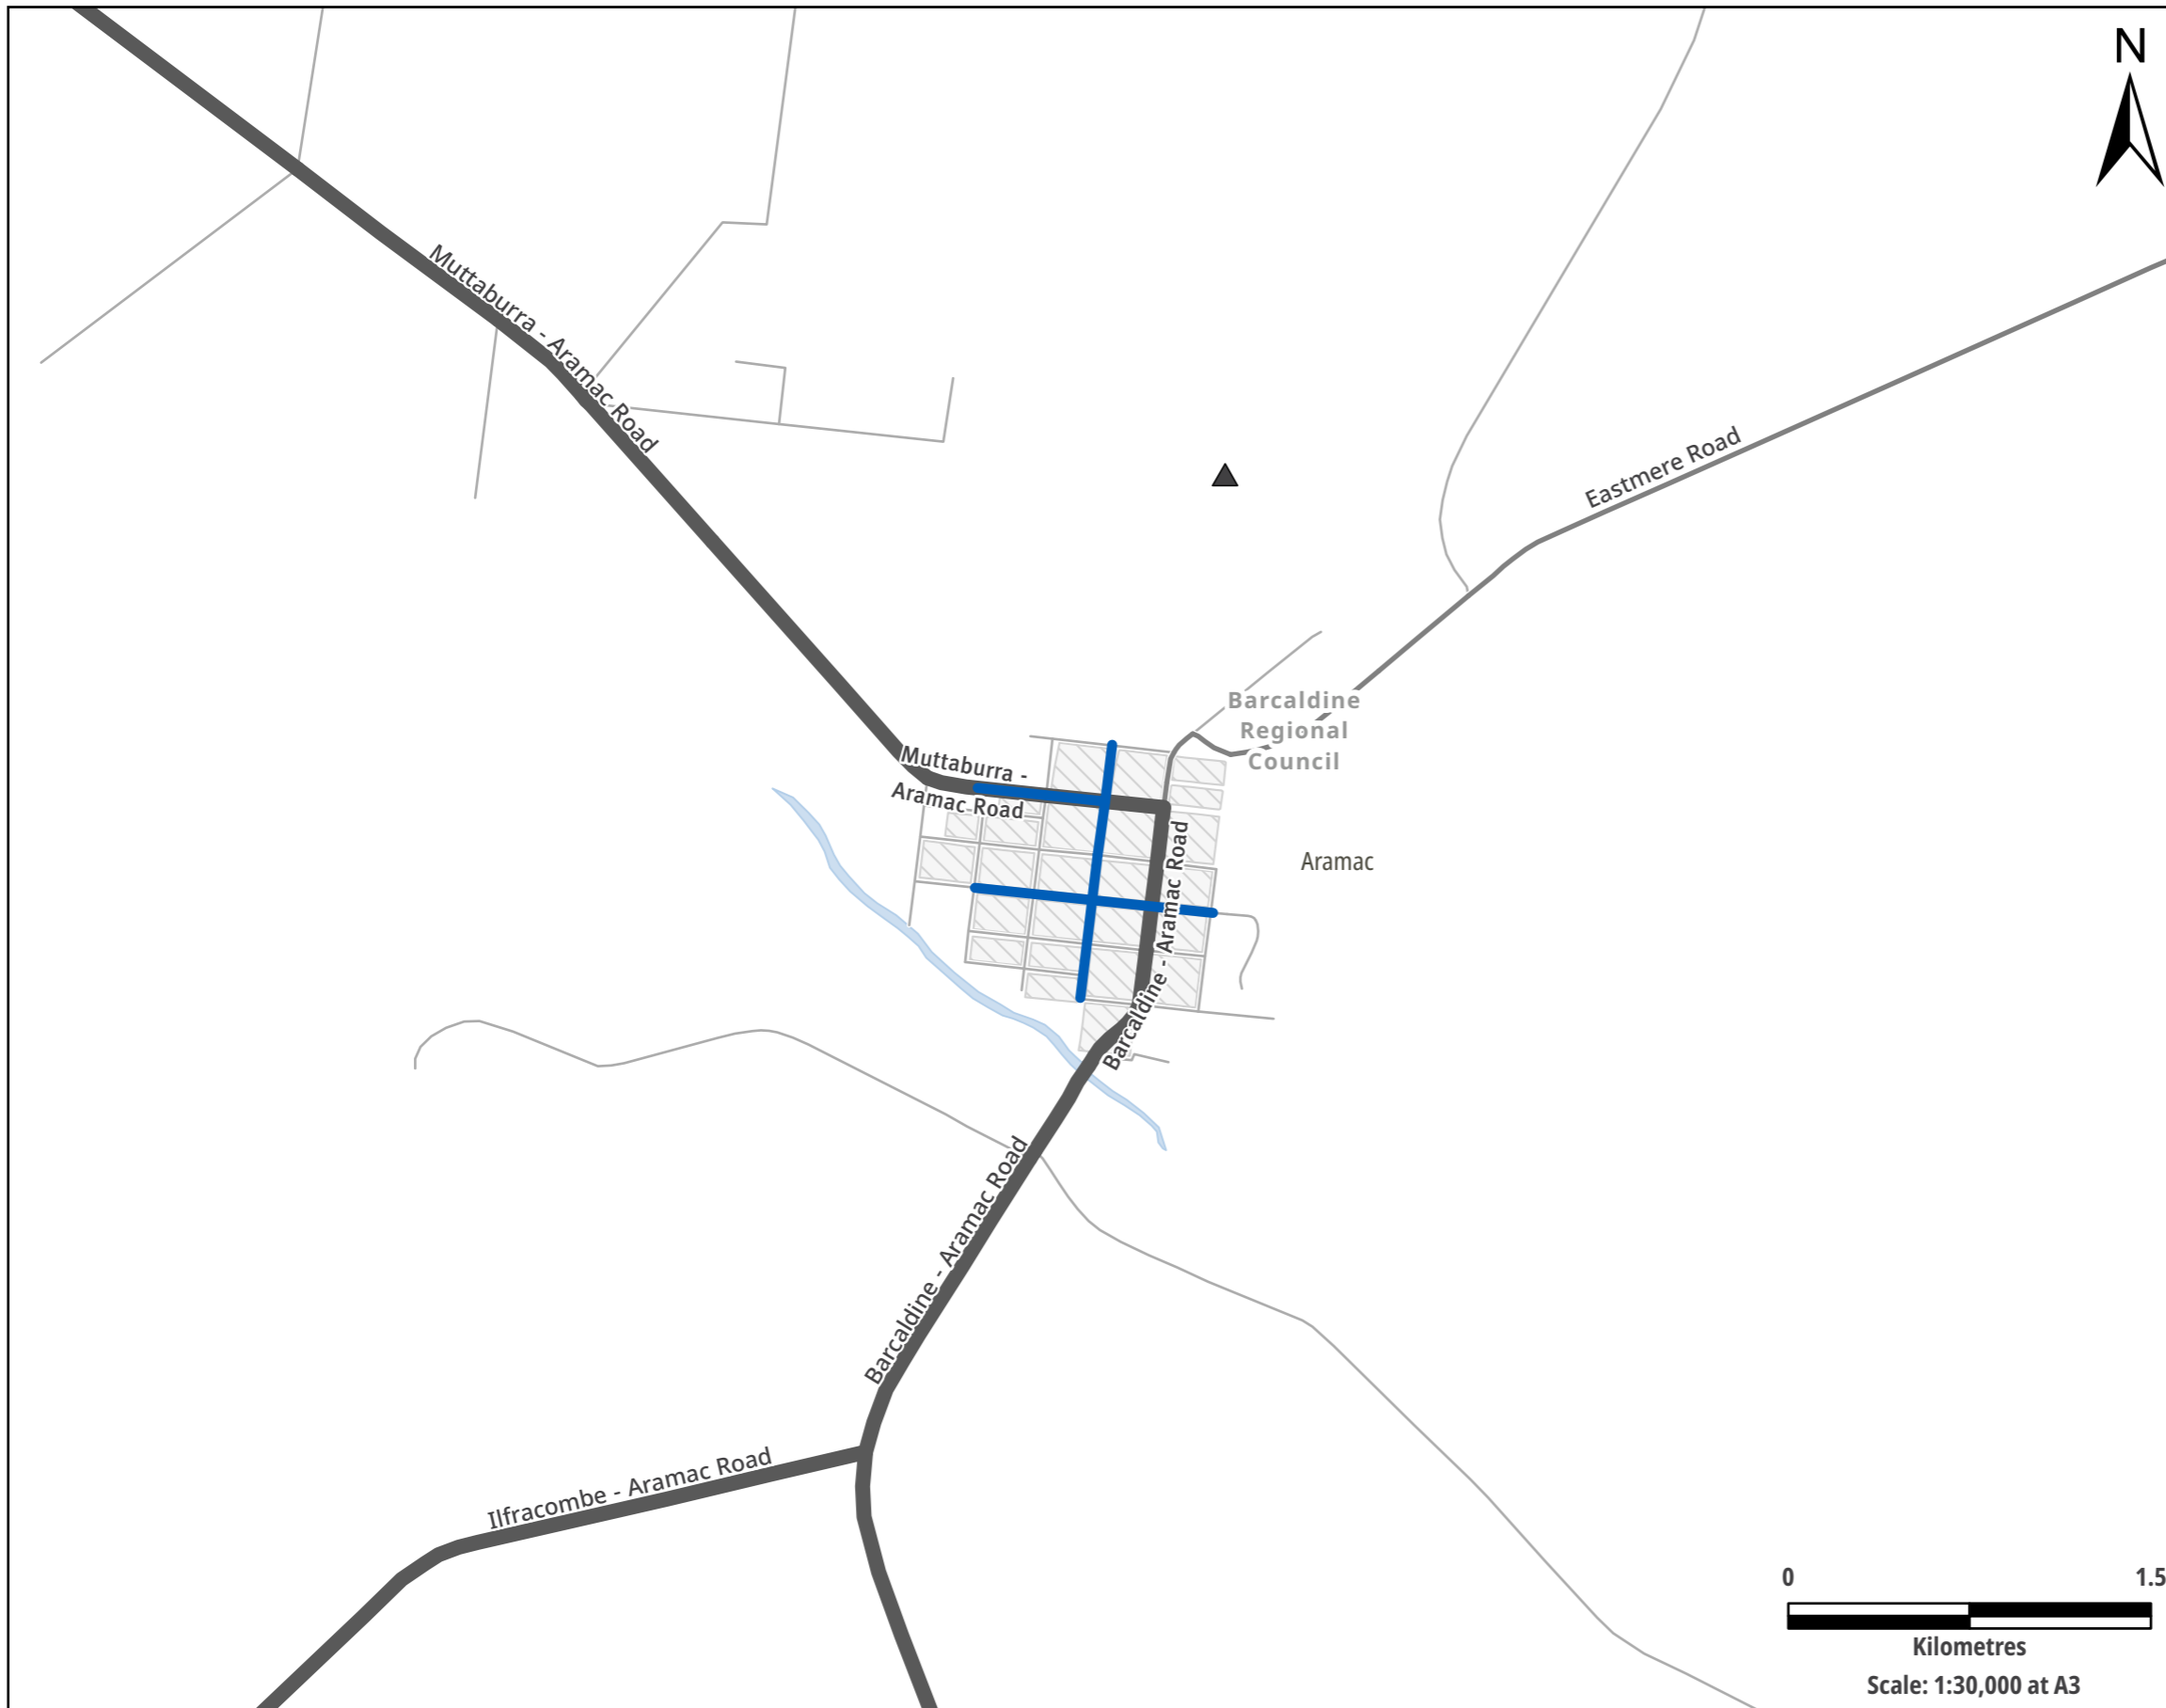 N
Muttaburra - Aramac Road
Eastmere Road
Barcaldine
Regional
Council
Muttaburra -
Aramac Road
Barcaldine - Aramac Road
Aramac
Barcaldine - Aramac Road
Ilfracombe - Aramac Road
0 1.5
Kilometres
Scale: 1:30,000 at A3